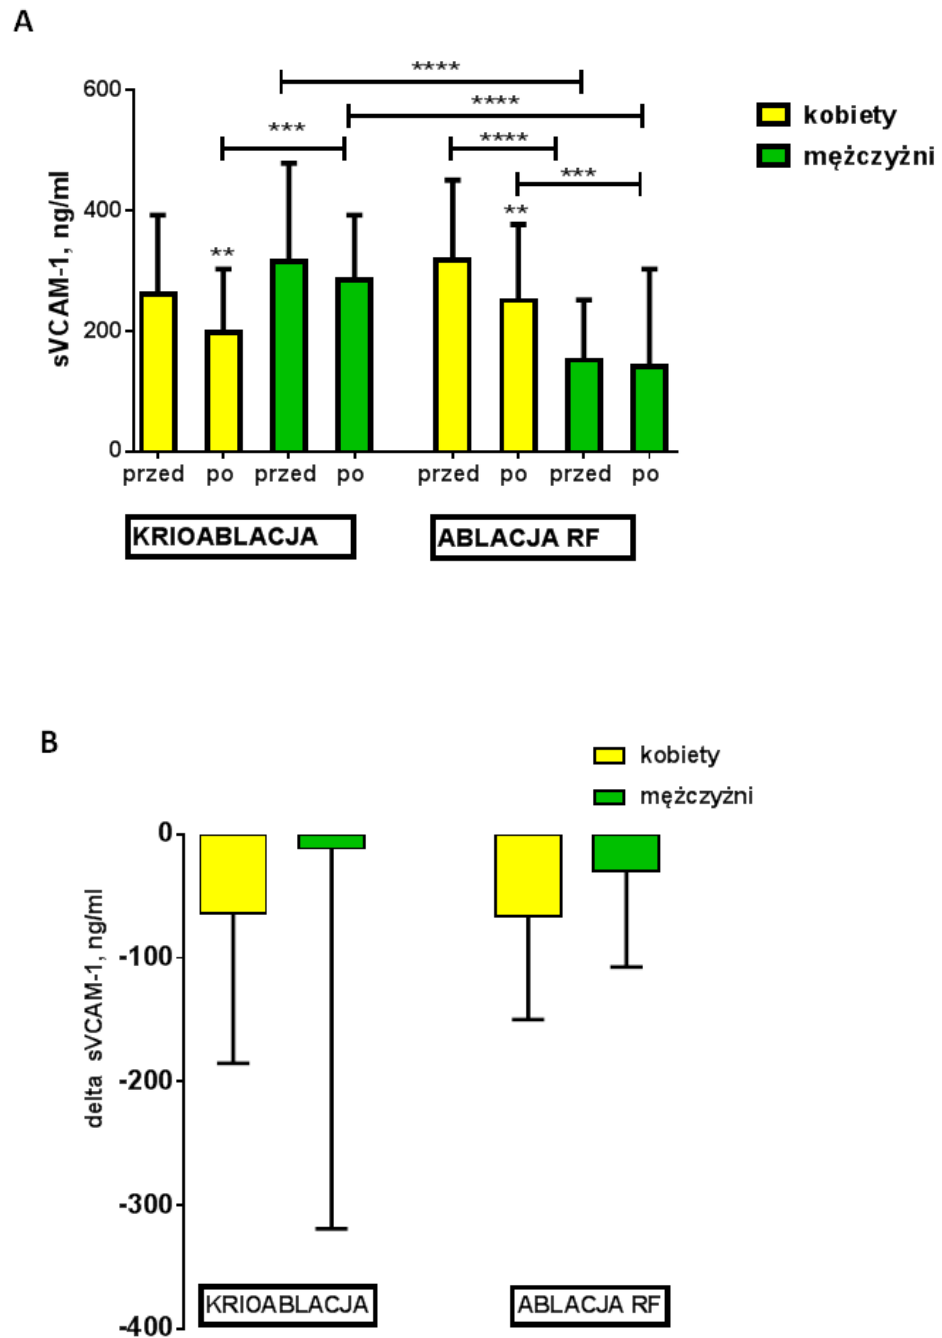 A
****
600
****
kobiety
***
****
mężczyżni
***
400
**
**
sVCAM-1, ng/ml
200
0
przed po przed po przed po przed po
KRIOABLACJA ABLACJA RF
B
kobiety
mężczyżni
0
-100
delta sVCAM-1, ng/ml
-200
-300
KRIOABLACJA ABLACJA RF
-400